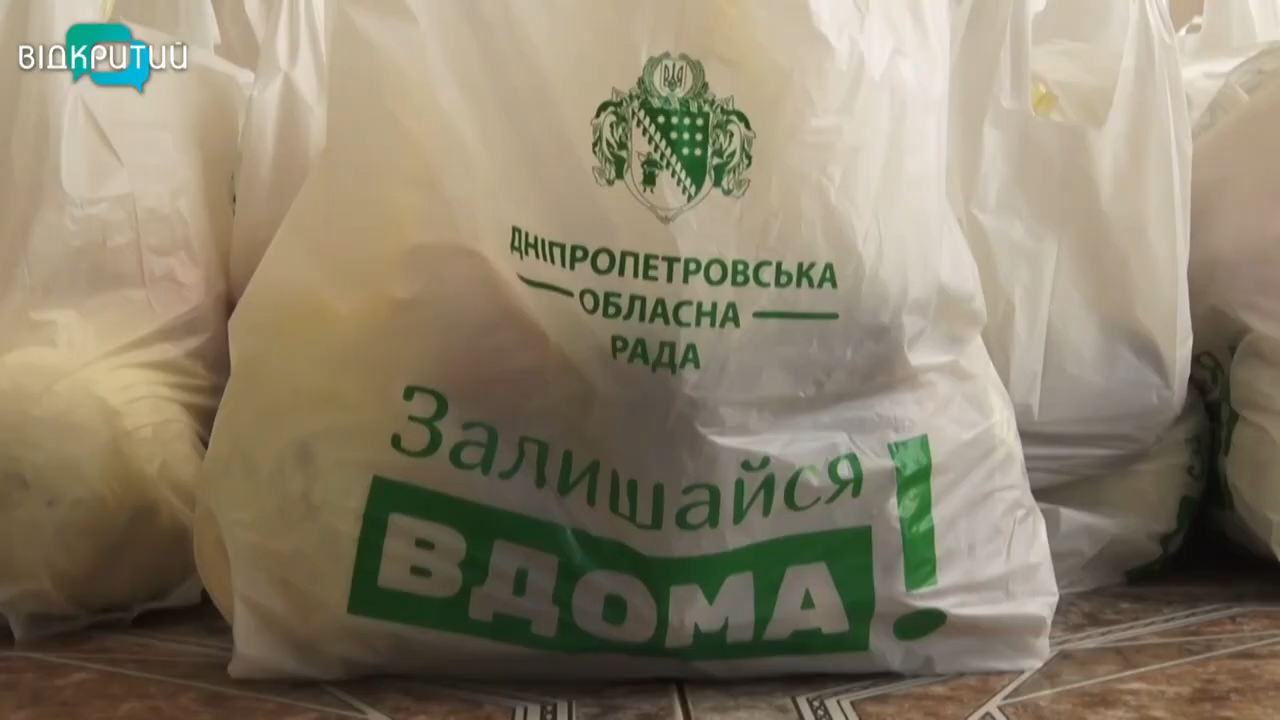 ВІДКРИТИЙ
ДНІПРОПЕТРОВСЬКА
ОБЛАСНА
РАДА
Залишайся
ВДОМА!